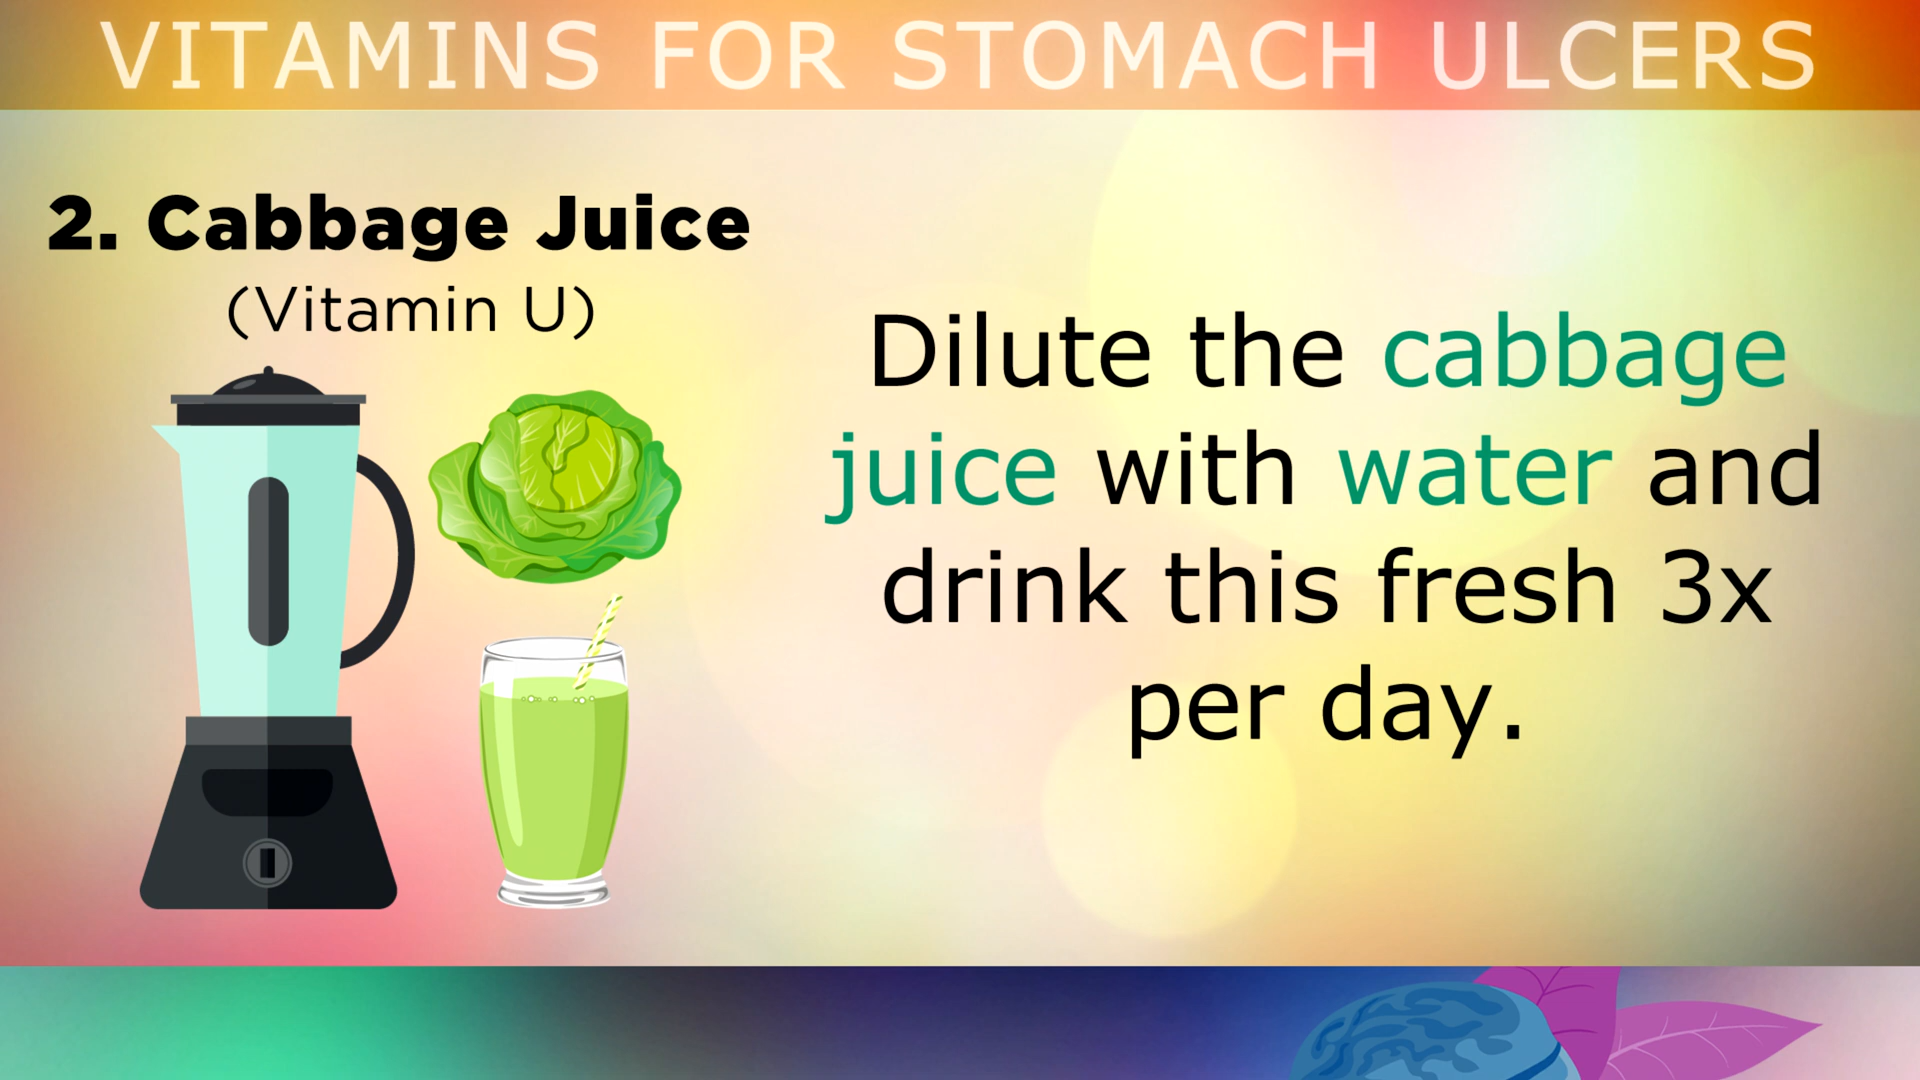 VITAMINS FOR STOMACH ULCERS
2. Cabbage Juice
(Vitamin U)
Dilute the cabbage
juice with water and
drink this fresh 3x
per day.